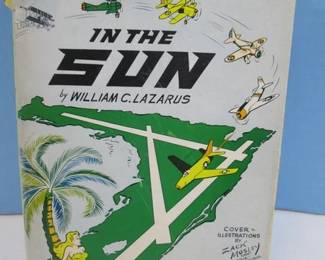 IN THE
SUN
by WILLIAM C. LAZARUS
COVER -
ILLUSTRATIONS
BY
ZACK
MOSLEY